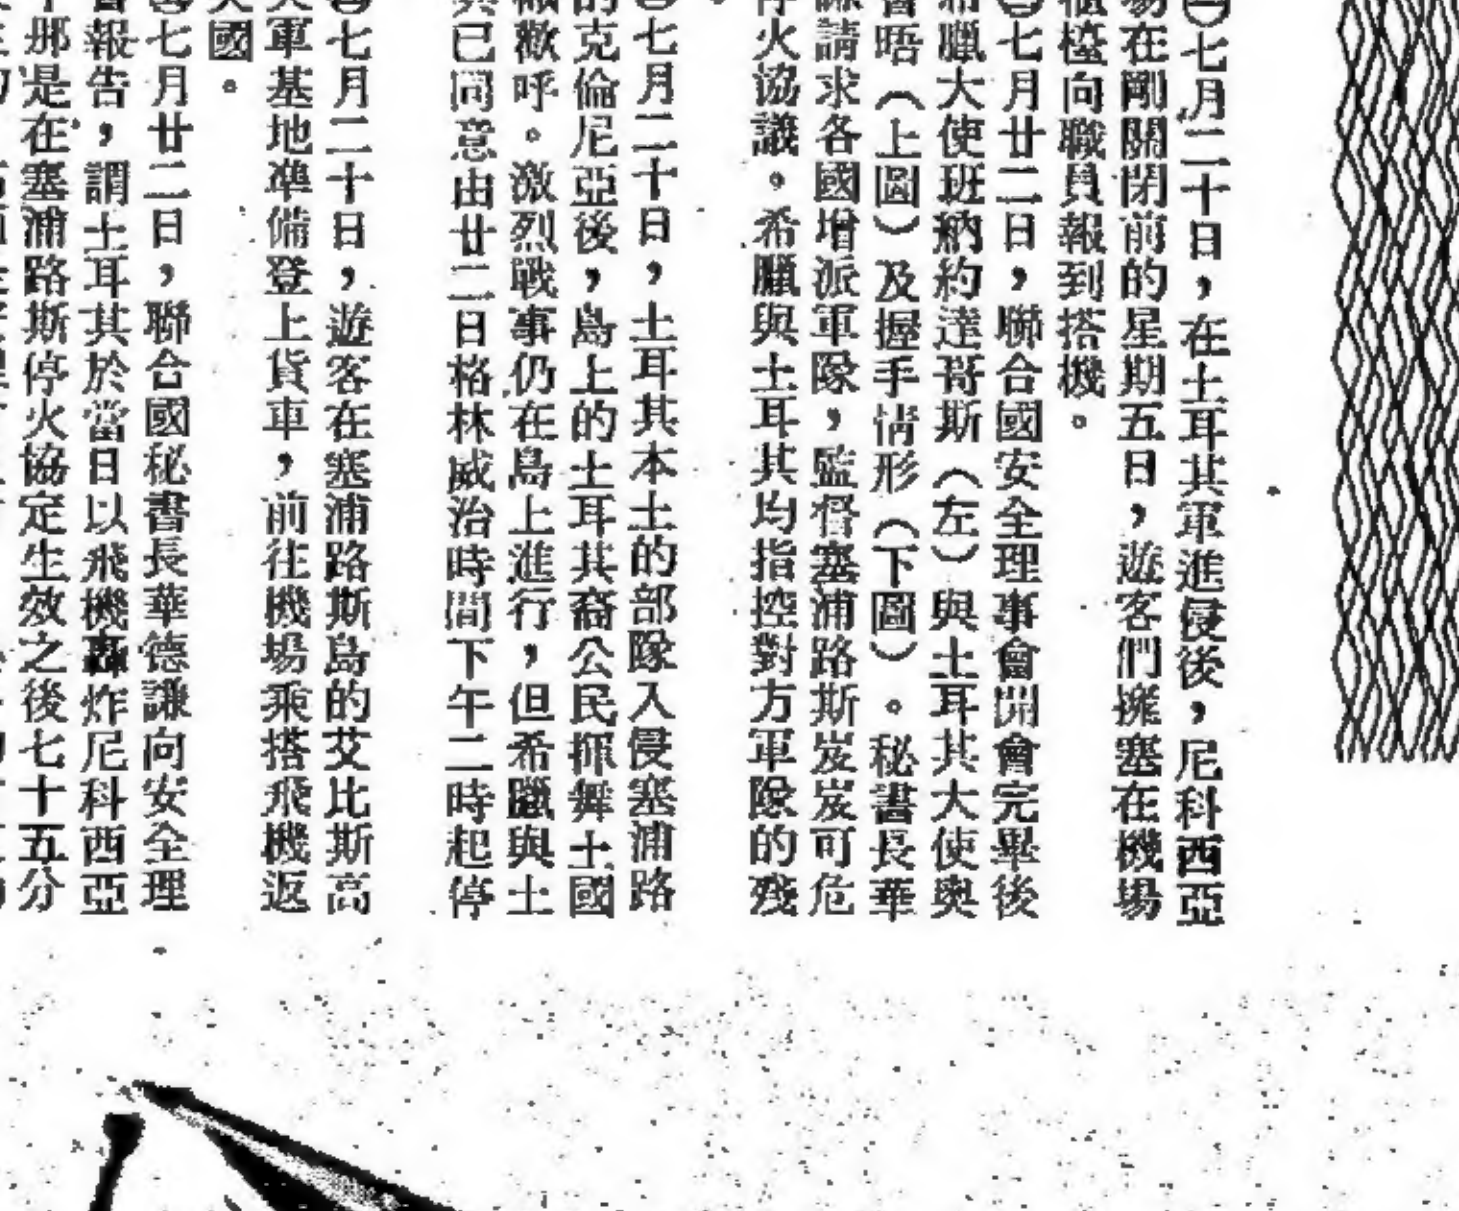 ㊀七月二十日，在土耳其軍進侵後，尼科西亞
場在剛關閉前的星期五日，遊客們擁塞在機場
櫃檯向職員報到搭機。
㊁七月廿二日，聯合國安全理事會開會完畢後
希臘大使班納約達哥斯（左）與土耳其大使奧
會晤（上圖）及握手情形（下圖）。秘書長華
謙請求各國增派軍隊，監督塞浦路斯岌岌可危
停火協議。希臘與土耳其均指控對方軍隊的殘
七月二十日，土耳其本土的部隊入侵塞浦路
的克倫尼亞後，島上的土耳其裔公民揮舞土國
歡呼。激烈戰事仍在島上進行，但希臘與土
其已同意由廿二日格林威治時間下午二時起停
七月二十日，遊客在塞浦路斯島的艾比斯高
英軍基地準備登上貨車，前往機場乘搭飛機返
國。
七月廿二日，聯合國秘書長華德謙向安全理
會報告，謂土耳其於當日以飛機轟炸尼科西亞
那是在塞浦路斯停火協定生效之後七十五分